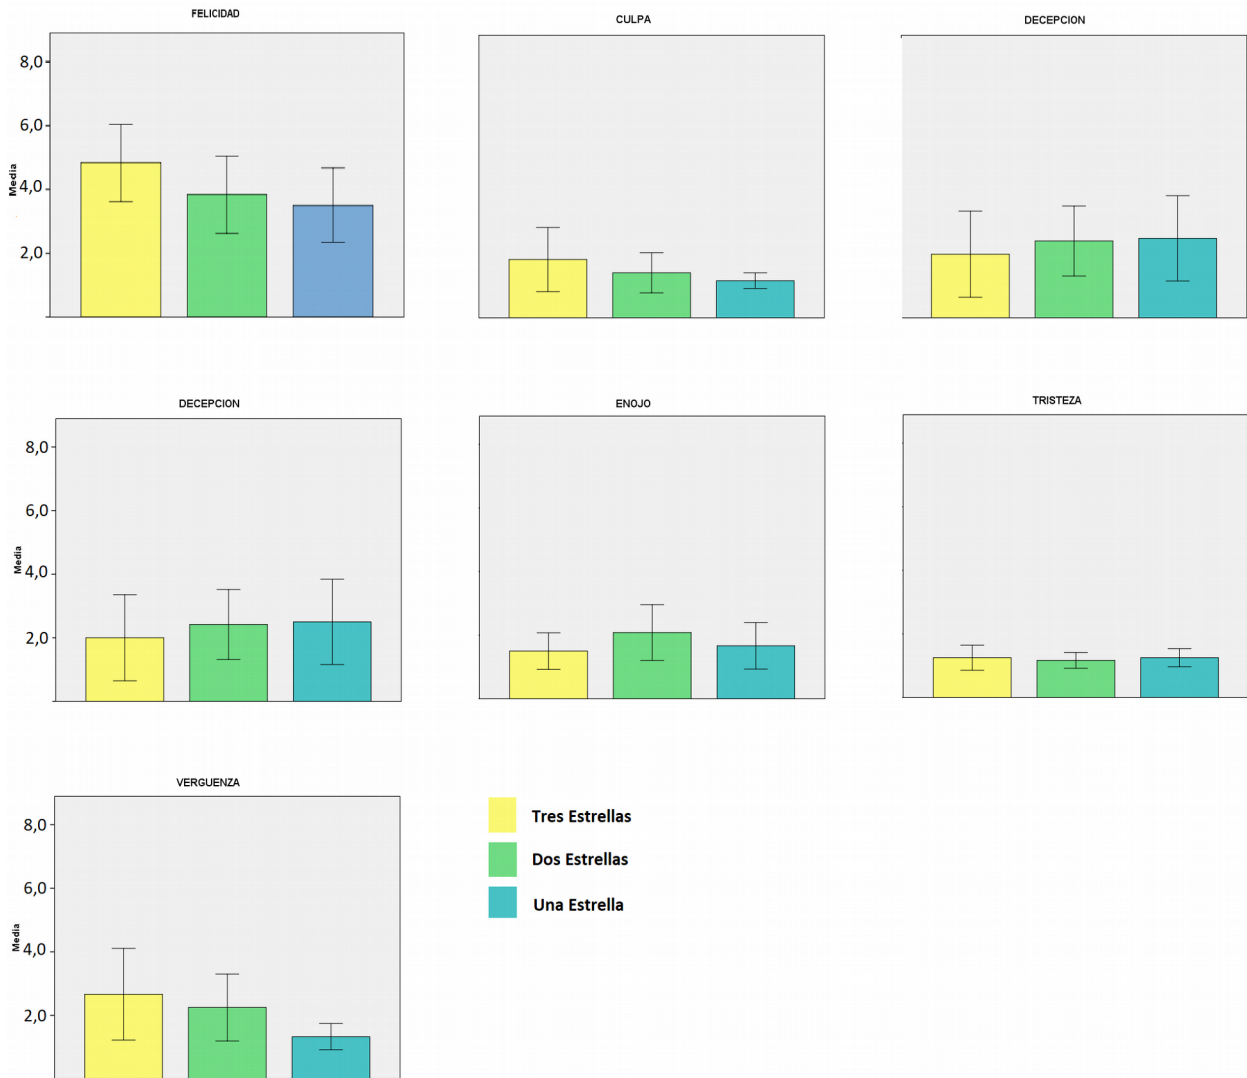 FELICIDAD
CULPA
DECEPCION
8,0
6,0
4,0
2,0
Media
DECEPCION
ENOJO
TRISTEZA
8,0
6,0
4,0
2,0
Media
VERGUENZA
8,0
6,0
4,0
2,0
Media
Tres Estrellas
Dos Estrellas
Una Estrella